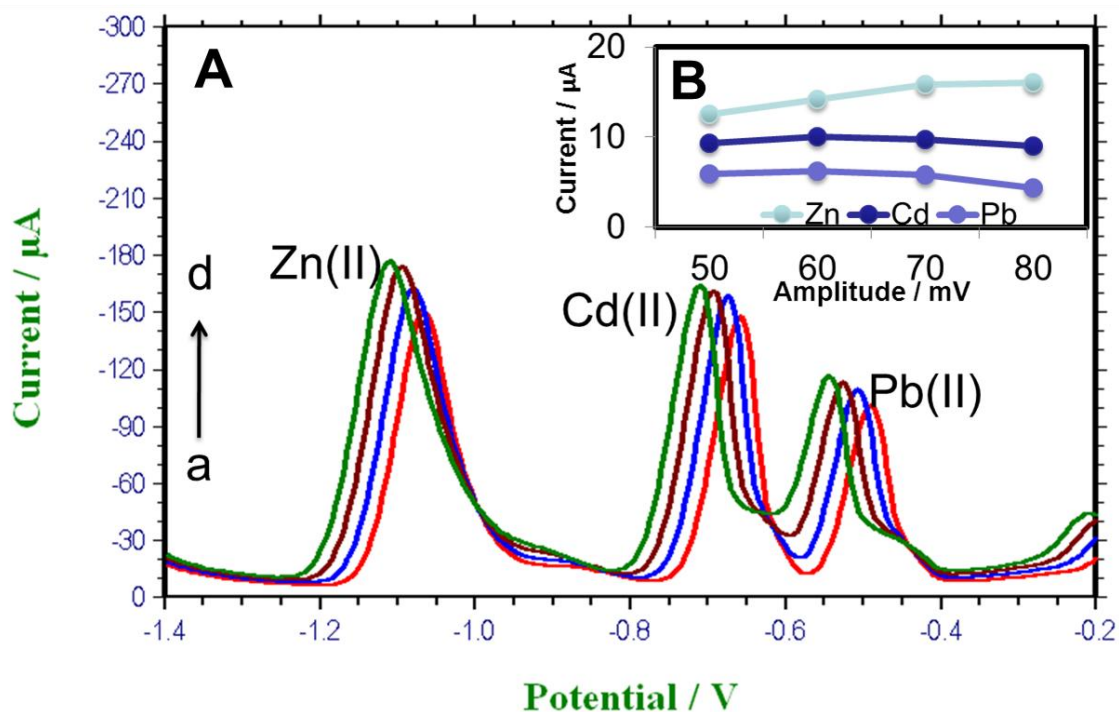 A
B
Current / μA
20
10
0
Zn Cd Pb
50 60 70 80
Amplitude / mV
Current / μA
-300
-270
-240
-210
-180
-150
-120
-90
-60
-30
0
d
a
Zn(II)
Cd(II)
Pb(II)
-1.4 -1.2 -1.0 -0.8 -0.6 -0.4 -0.2
Potential / V